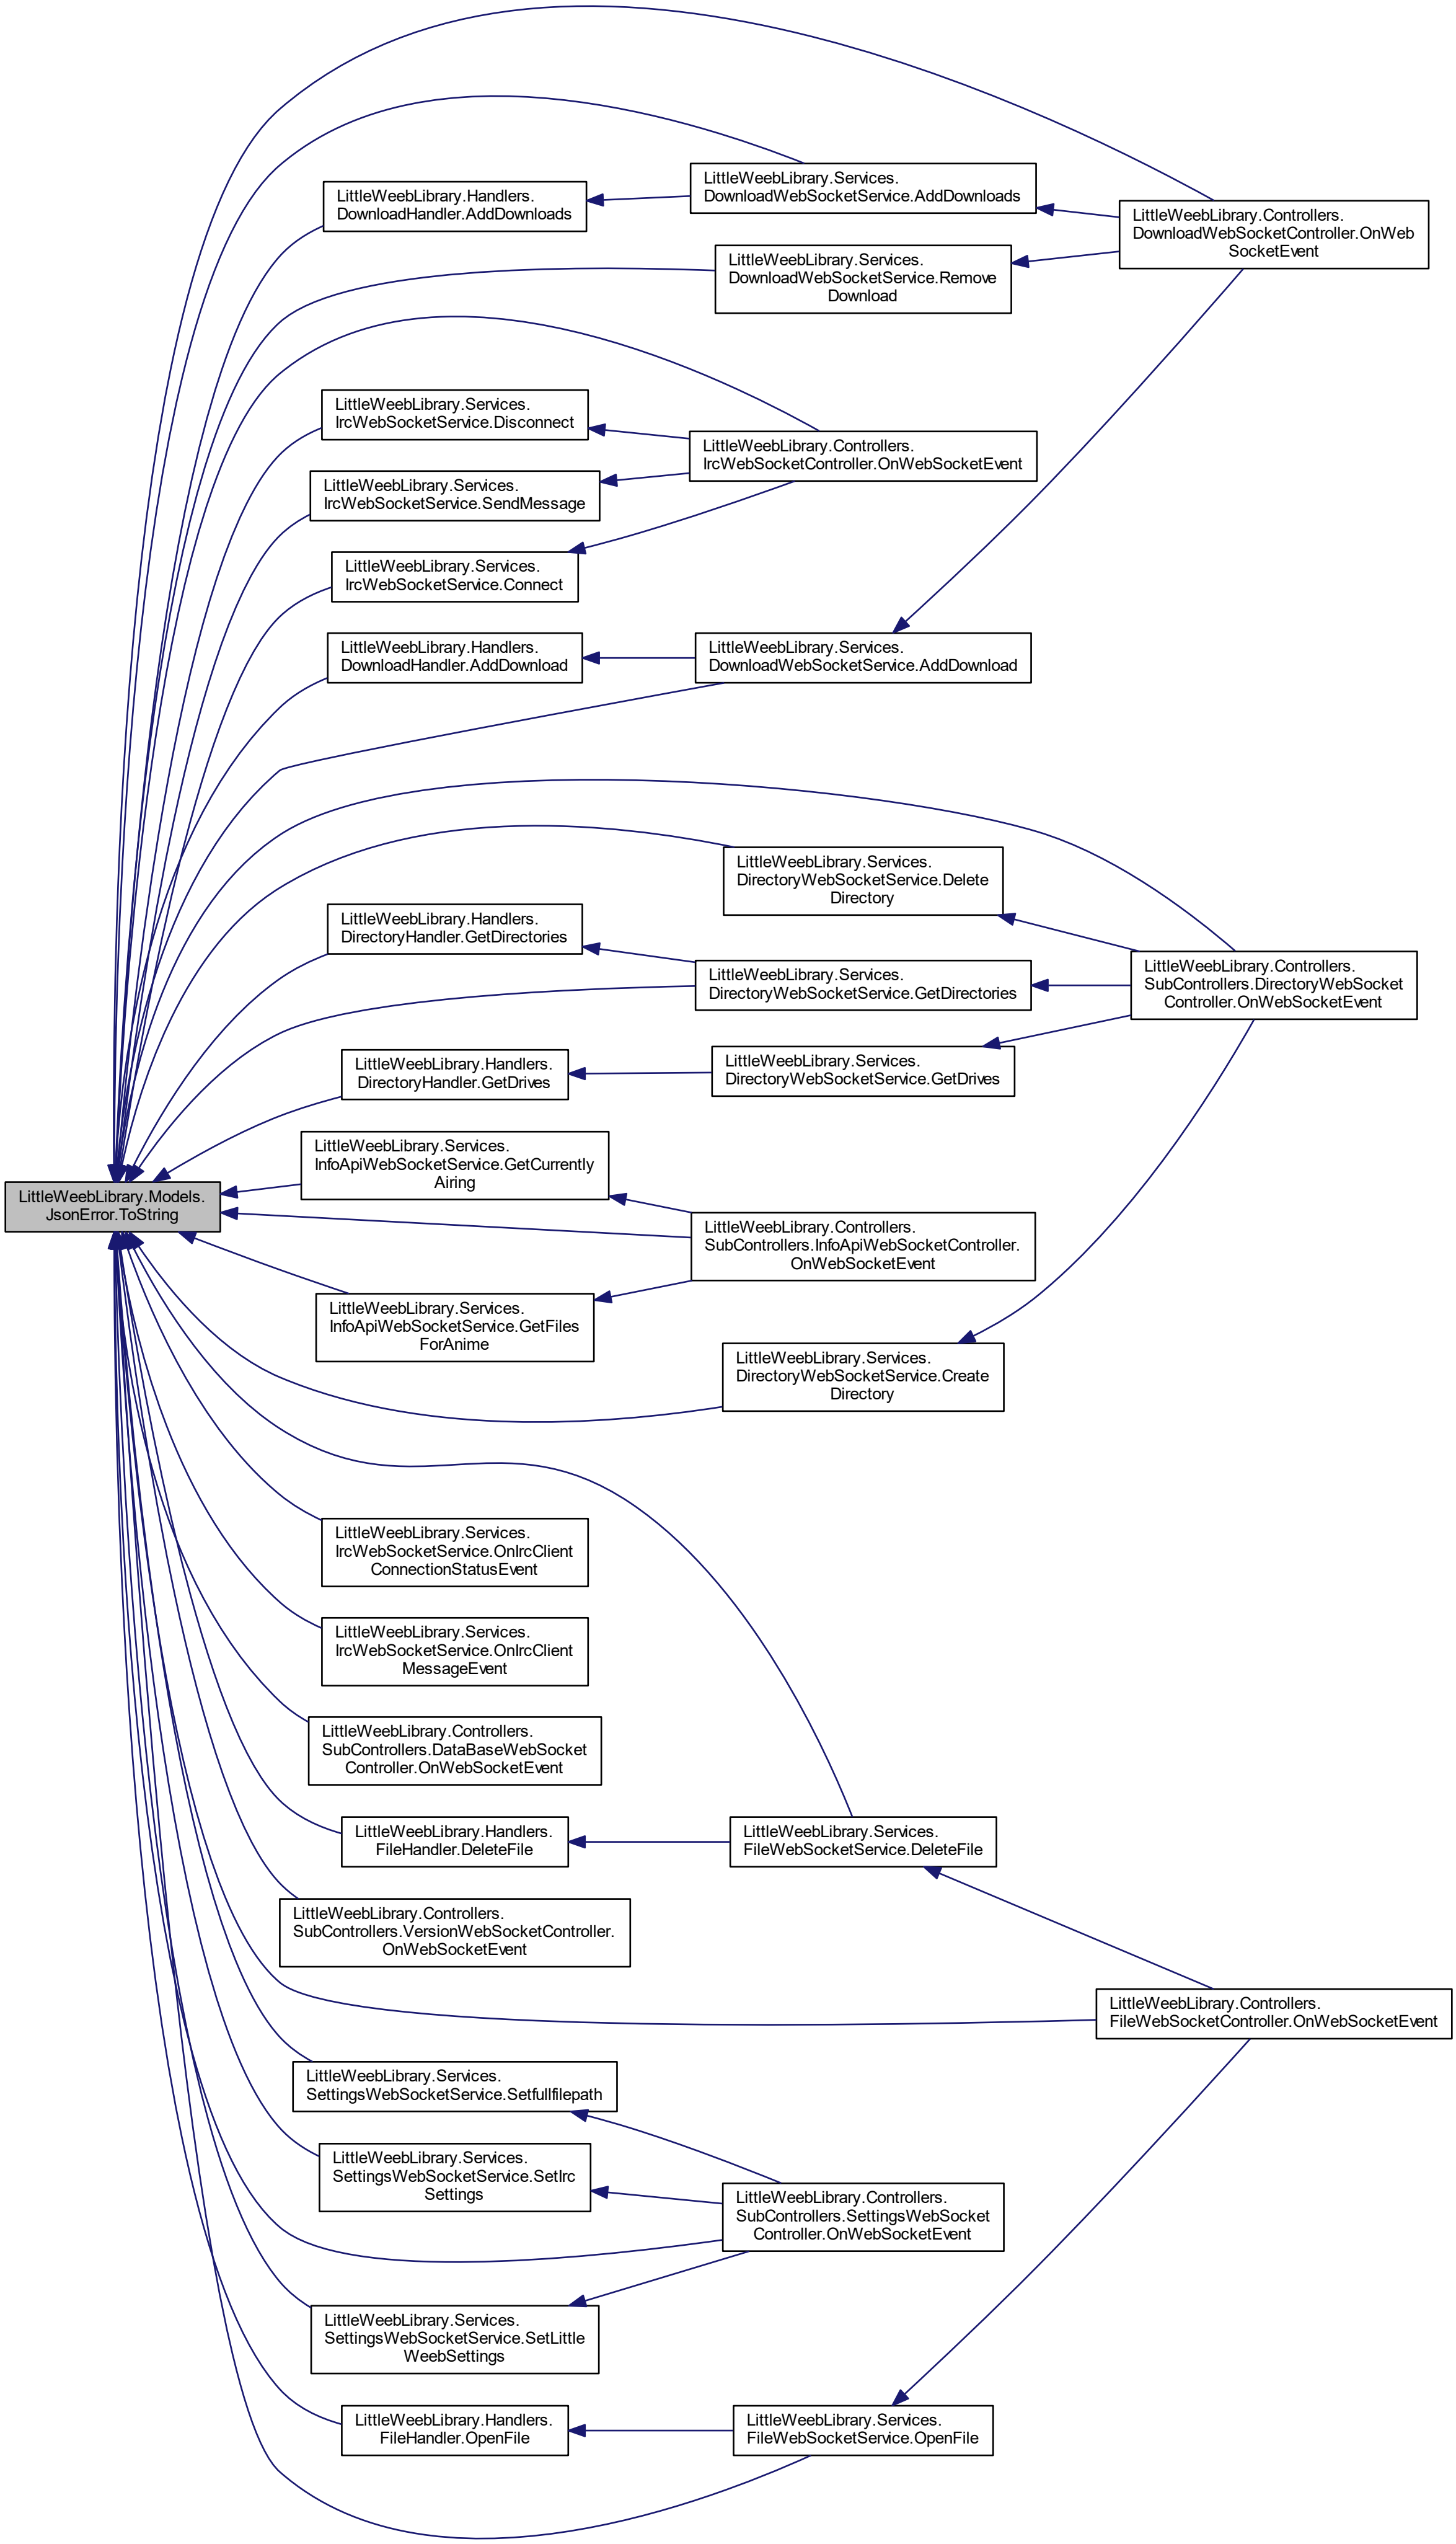 LittleWeebLibrary.Handlers.
DownloadHandler.AddDownloads
LittleWeebLibrary.Services.
DownloadWebSocketService.AddDownloads
LittleWeebLibrary.Controllers.
DownloadWebSocketController.OnWeb
SocketEvent
LittleWeebLibrary.Services.
DownloadWebSocketService.Remove
Download
LittleWeebLibrary.Services.
IrcWebSocketService.Disconnect
LittleWeebLibrary.Controllers.
IrcWebSocketController.OnWebSocketEvent
LittleWeebLibrary.Services.
IrcWebSocketService.SendMessage
LittleWeebLibrary.Services.
IrcWebSocketService.Connect
LittleWeebLibrary.Handlers.
DownloadHandler.AddDownload
LittleWeebLibrary.Services.
DownloadWebSocketService.AddDownload
LittleWeebLibrary.Services.
DirectoryWebSocketService.Delete
Directory
LittleWeebLibrary.Handlers.
DirectoryHandler.GetDirectories
LittleWeebLibrary.Services.
DirectoryWebSocketService.GetDirectories
LittleWeebLibrary.Controllers.
SubControllers.DirectoryWebSocket
Controller.OnWebSocketEvent
LittleWeebLibrary.Handlers.
DirectoryHandler.GetDrives
LittleWeebLibrary.Services.
DirectoryWebSocketService.GetDrives
LittleWeebLibrary.Services.
InfoApiWebSocketService.GetCurrently
Airing
LittleWeebLibrary.Models.
JsonError.ToString
LittleWeebLibrary.Controllers.
SubControllers.InfoApiWebSocketController.
OnWebSocketEvent
LittleWeebLibrary.Services.
InfoApiWebSocketService.GetFiles
ForAnime
LittleWeebLibrary.Services.
DirectoryWebSocketService.Create
Directory
LittleWeebLibrary.Services.
IrcWebSocketService.OnIrcClient
ConnectionStatusEvent
LittleWeebLibrary.Services.
IrcWebSocketService.OnIrcClient
MessageEvent
LittleWeebLibrary.Controllers.
SubControllers.DataBaseWebSocket
Controller.OnWebSocketEvent
LittleWeebLibrary.Handlers.
FileHandler.DeleteFile
LittleWeebLibrary.Services.
FileWebSocketService.DeleteFile
LittleWeebLibrary.Controllers.
SubControllers.VersionWebSocketController.
OnWebSocketEvent
LittleWeebLibrary.Controllers.
FileWebSocketController.OnWebSocketEvent
LittleWeebLibrary.Services.
SettingsWebSocketService.Setfullfilepath
LittleWeebLibrary.Services.
SettingsWebSocketService.SetIrc
Settings
LittleWeebLibrary.Controllers.
SubControllers.SettingsWebSocket
Controller.OnWebSocketEvent
LittleWeebLibrary.Services.
SettingsWebSocketService.SetLittle
WeebSettings
LittleWeebLibrary.Handlers.
FileHandler.OpenFile
LittleWeebLibrary.Services.
FileWebSocketService.OpenFile